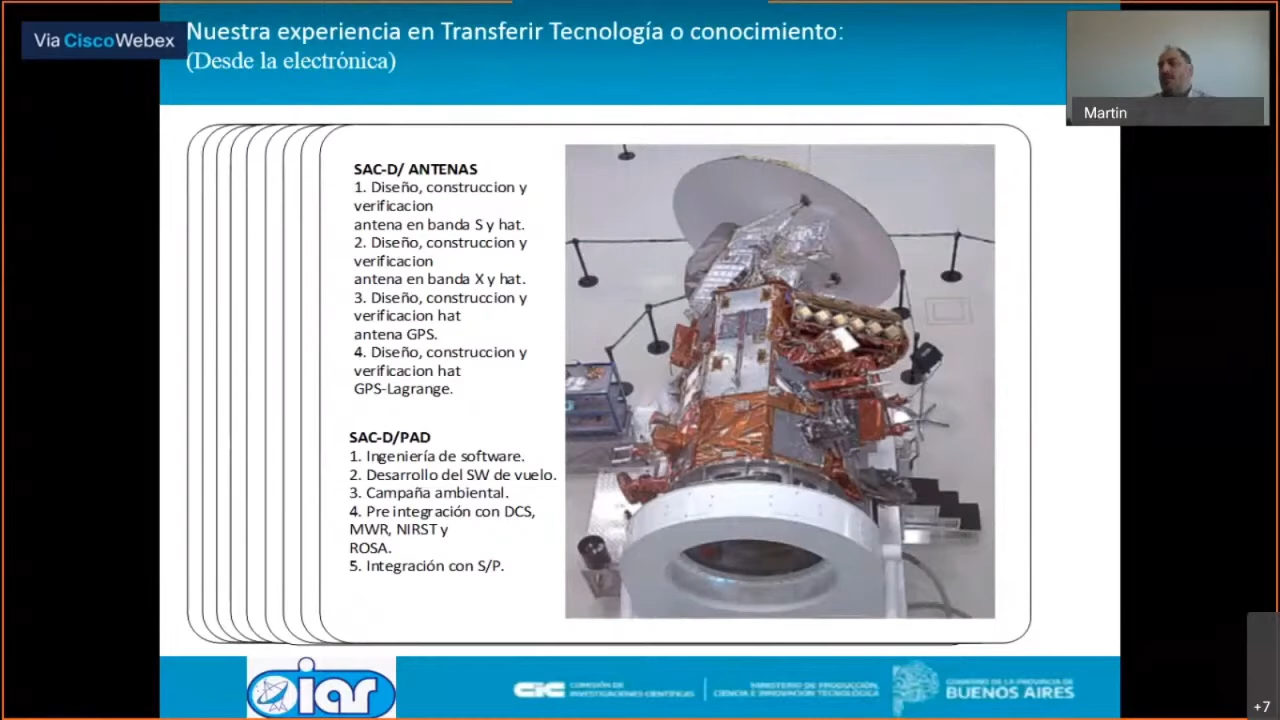 Via CiscoWebex
Nuestra experiencia en Transferir Tecnología o conocimiento:
(Desde la electrónica)
Martin
SAC-D/ ANTENAS
1. Diseño, construccion y
verificacion
antena en banda S y hat.
2. Diseño, construccion y
verificacion
antena en banda X y hat.
3. Diseño, construccion y
verificacion hat
antena GPS.
4. Diseño, construccion y
verificacion hat
GPS-Lagrange.
SAC-D/PAD
1. Ingeniería de software.
2. Desarrollo del SW de vuelo.
3. Campaña ambiental.
4. Pre integración con DCS,
MWR, NIRST y
ROSA.
5. Integración con S/P.
iar
CIC
COMISIÓN DE
INVESTIGACIONES CIENTÍFICAS
MINISTERIO DE PRODUCCIÓN,
CIENCIA E INNOVACIÓN TECNOLÓGICA
GOBIERNO DE LA PROVINCIA DE
BUENOS AIRES
+7